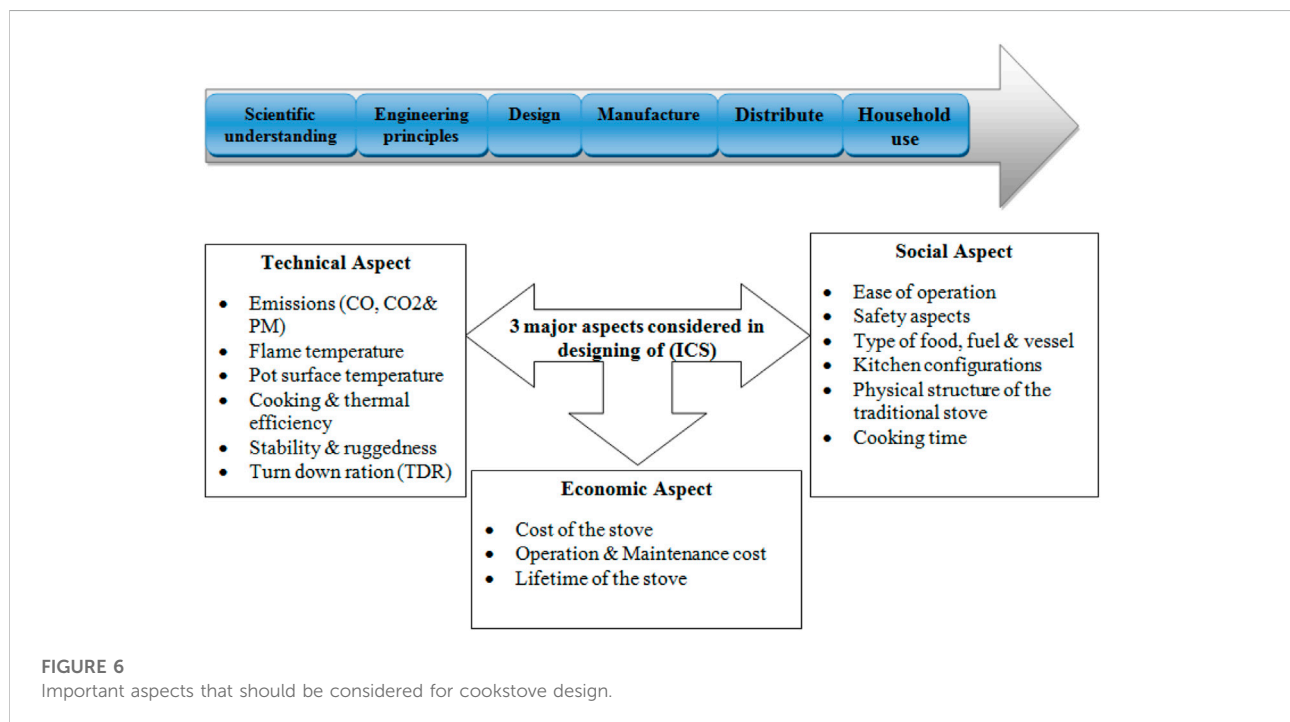 Scientific
understanding
Engineering
principles
Design
Manufacture
Distribute
Household
use
Technical Aspect
• Emissions (CO, CO2&
PM)
• Flame temperature
• Pot surface temperature
• Cooking & thermal
efficiency
• Stability & ruggedness
• Turn down ration (TDR)
3 major aspects considered in
designing of (ICS)
Social Aspect
• Ease of operation
• Safety aspects
• Type of food, fuel & vessel
• Kitchen configurations
• Physical structure of the
traditional stove
• Cooking time
Economic Aspect
• Cost of the stove
• Operation & Maintenance cost
• Lifetime of the stove
FIGURE 6
Important aspects that should be considered for cookstove design.